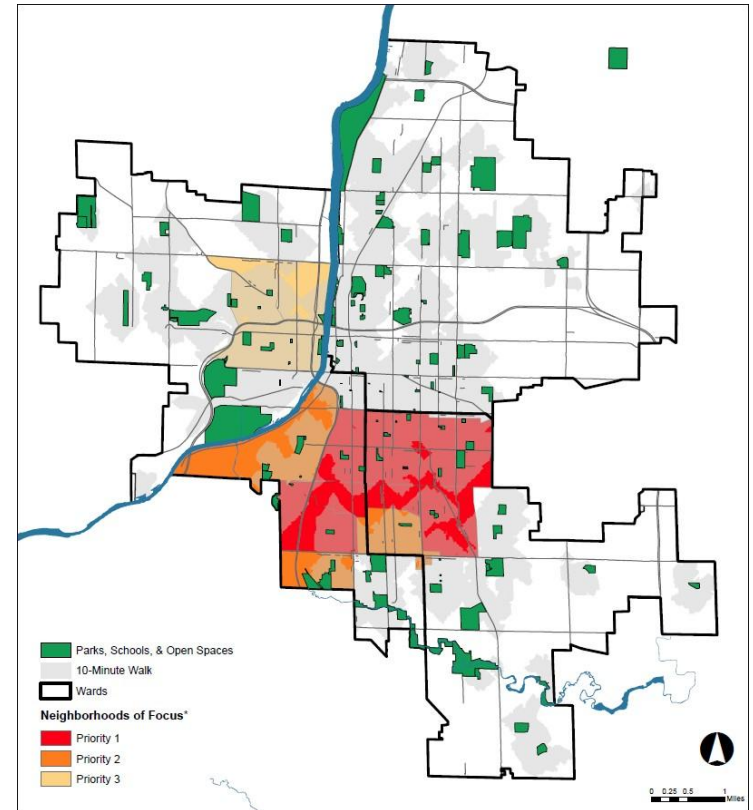 Parks, Schools, & Open Spaces
10-Minute Walk
Wards
Neighborhoods of Focus*
Priority 1
Priority 2
Priority 3
0 0.25 0.5 1
Miles